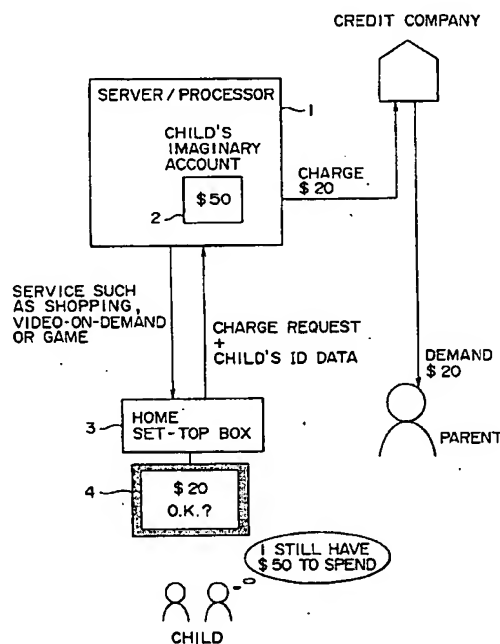 CREDIT COMPANY
SERVER/PROCESSOR
1
CHILD'S
IMAGINARY
ACCOUNT
2
$50
CHARGE
$20
SERVICE SUCH
AS SHOPPING,
VIDEO-ON-DEMAND
OR GAME
CHARGE REQUEST
+
CHILD'S ID DATA
DEMAND
$20
3
HOME
SET-TOP BOX
PARENT
4
$20
O.K.?
I STILL HAVE
$50 TO SPEND
CHILD